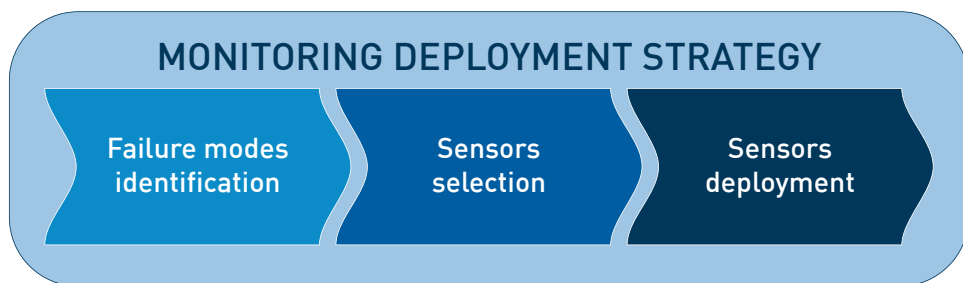 MONITORING DEPLOYMENT STRATEGY
Failure modes
identification
Sensors
selection
Sensors
deployment